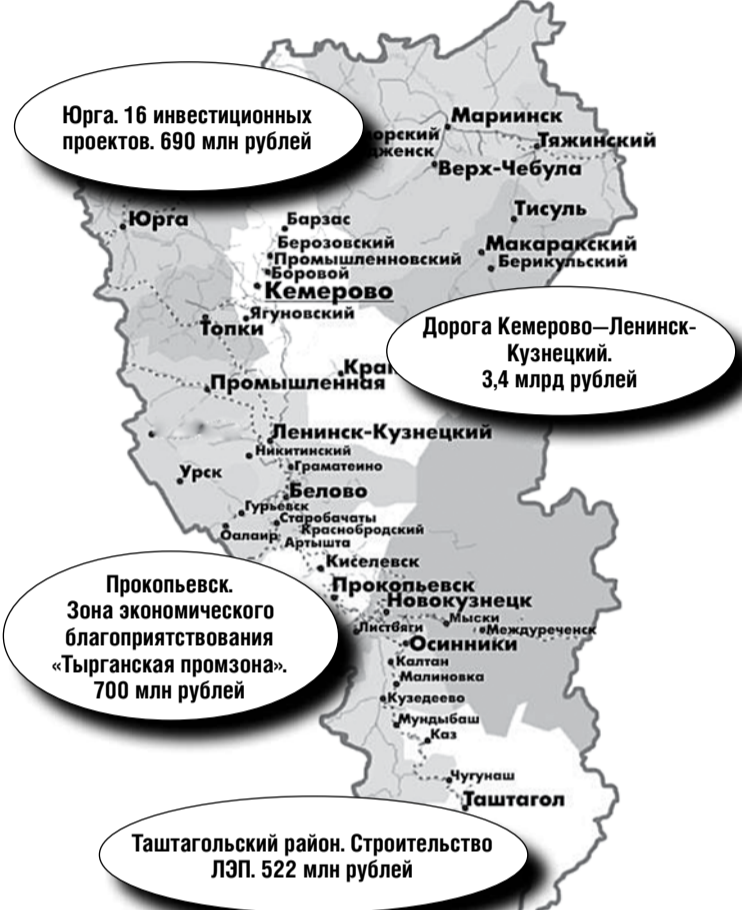 Юрга. 16 инвестиционных
проектов. 690 млн рублей
Мариинск
Тяжинский
Верх-Чебула
Тисуль
Юрга
Барзас
Берозовский
Промышленновский
Боровой
Кемерово
Макаракский
Берикульский
Ягуновский
Топки
Дорога Кемерово—Ленинск-
Кузнецкий.
3,4 млрд рублей
Промышленная
Ленинск-Кузнецкий
Никитинский
Граматеино
Урск
Белово
Гурьевск
Старобачаты
Краснобродский
Артышта
Киселевск
Прокопьевск.
Зона экономического
благоприятствования
«Тырганская промзона».
700 млн рублей
Прокопьевск
Новокузнецк
Мыски
Листвяги
Междуреченск
Осинники
Калтан
Малиновка
Кузедеево
Мундыбаш
Каз
Чугунаш
Таштагол
Таштагольский район. Строительство
ЛЭП. 522 млн рублей